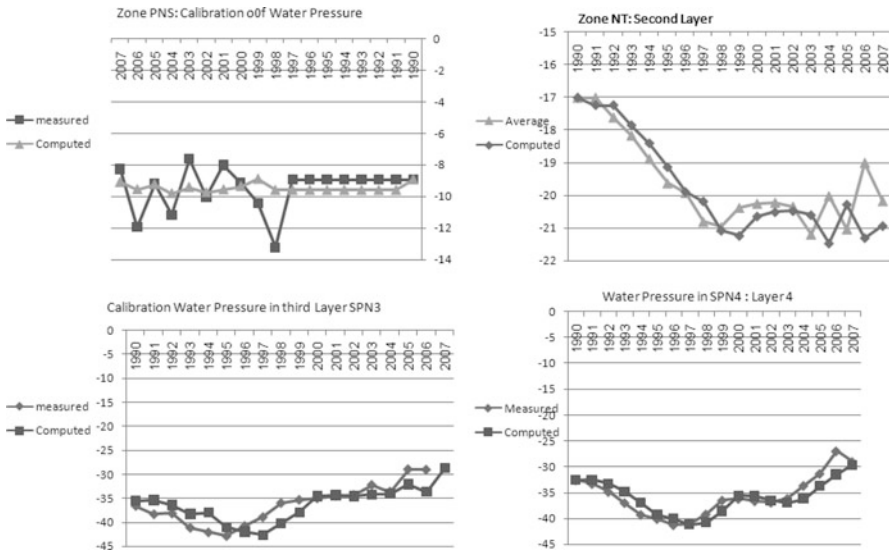 Zone PNS: Calibration o0f Water Pressure
2007 2006 2005 2004 2003 2002 2001 2000 1999 1998 1997 1996 1995 1994 1993 1992 1991 1990
0
-2
-4
-6
-8
-10
-12
-14
measured
Computed
Zone NT: Second Layer
-15
-16
-17
-18
-19
-20
-21
-22
1990 1991 1992 1993 1994 1995 1996 1997 1998 1999 2000 2001 2002 2003 2004 2005 2006 2007
Average
Computed
Calibration Water Pressure in third Layer SPN3
0
-5
-10
-15
-20
-25
-30
-35
-40
-45
1990 1991 1992 1993 1994 1995 1996 1997 1998 1999 2000 2001 2002 2003 2004 2005 2006 2007
measured
Computed
Water Pressure in SPN4 : Layer 4
0
-5
-10
-15
-20
-25
-30
-35
-40
-45
1990 1991 1992 1993 1994 1995 1996 1997 1998 1999 2000 2001 2002 2003 2004 2005 2006 2007
Measured
Computed